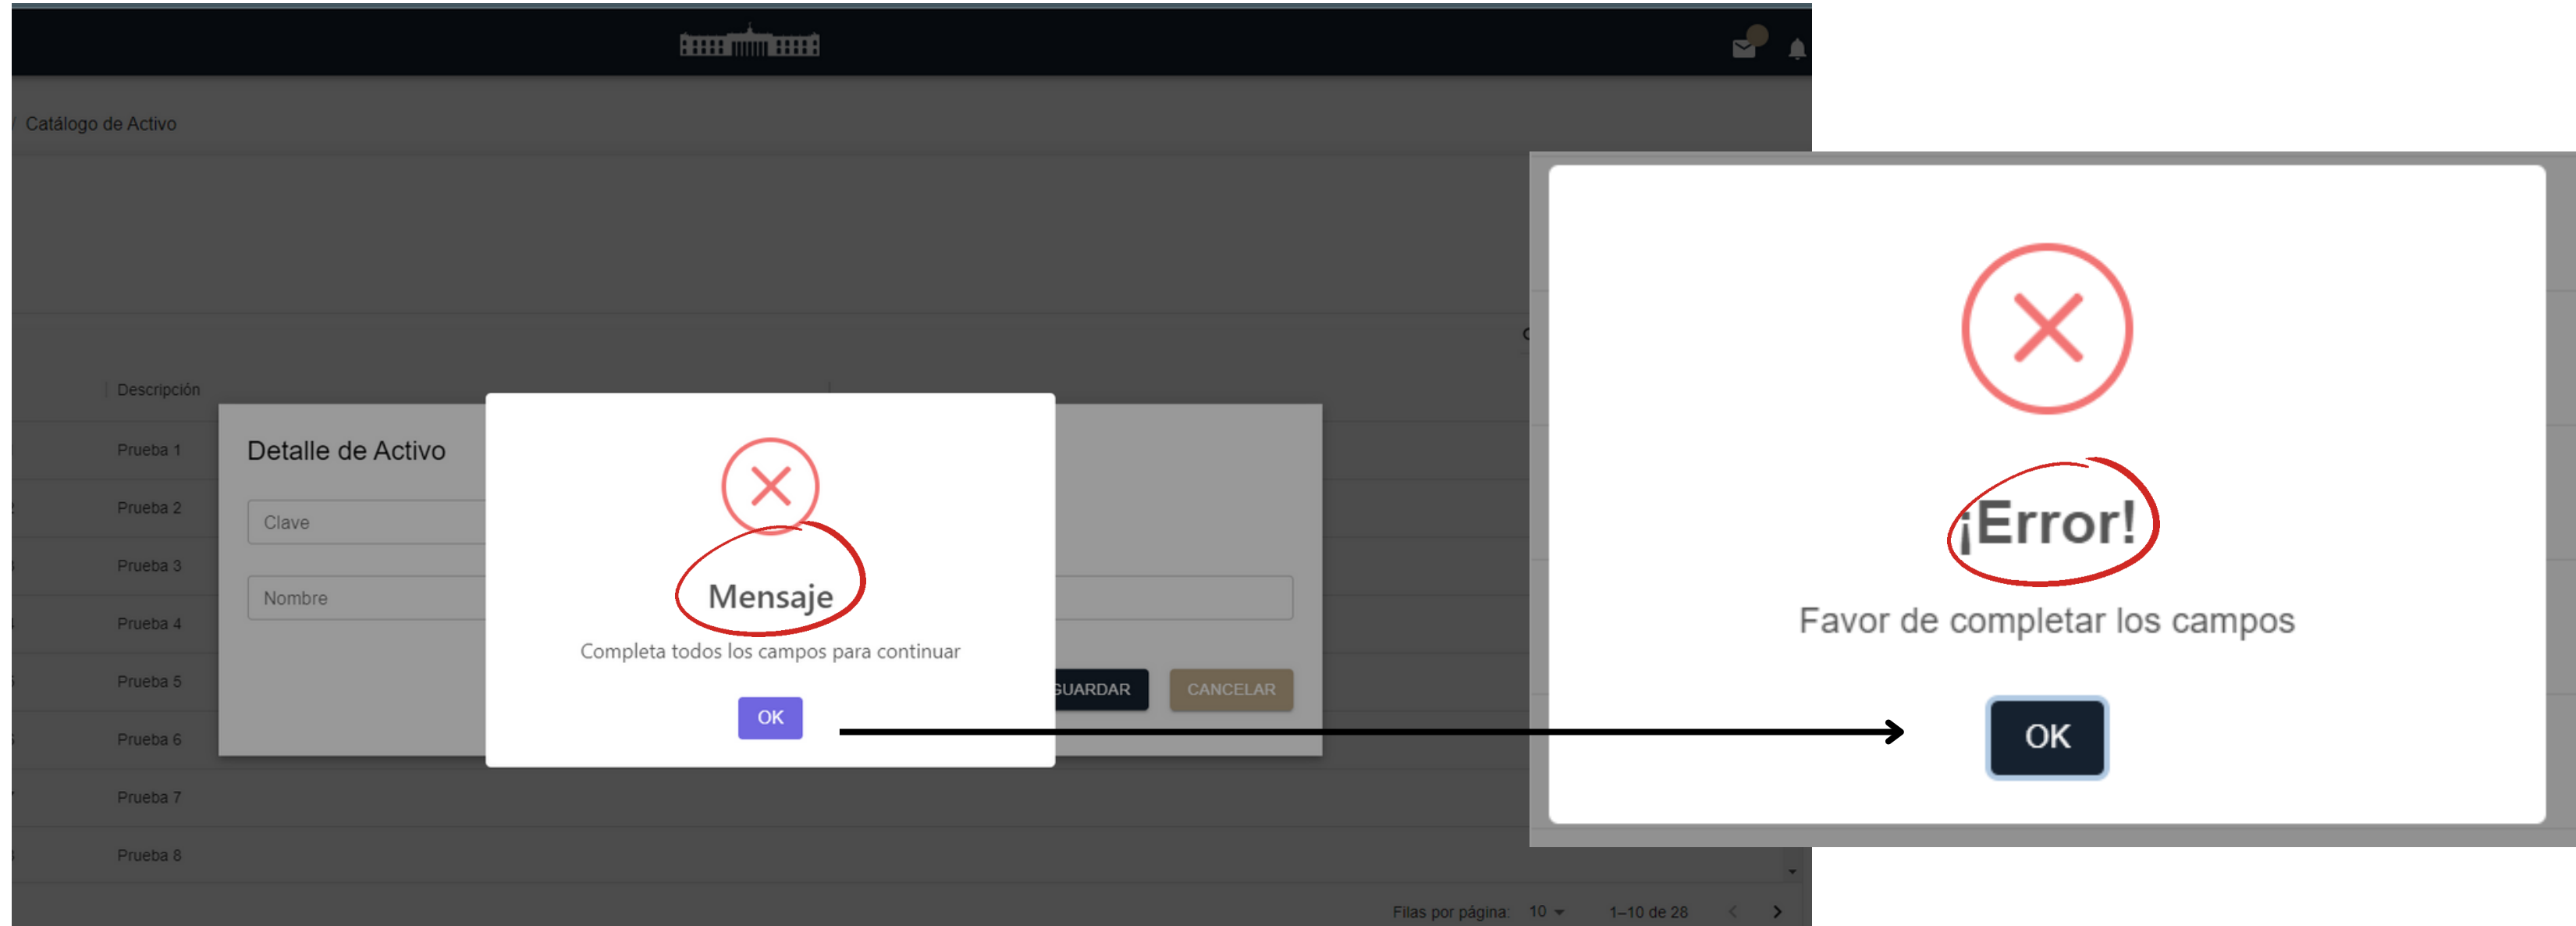 / Catálogo de Activo
Descripción
Prueba 1
Prueba 2
Prueba 3
Prueba 4
Prueba 5
Prueba 6
Prueba 7
Prueba 8
Detalle de Activo
Clave
Nombre
GUARDAR
CANCELAR
Mensaje
Completa todos los campos para continuar
OK
Filas por página: 10
1–10 de 28
¡Error!
Favor de completar los campos
OK